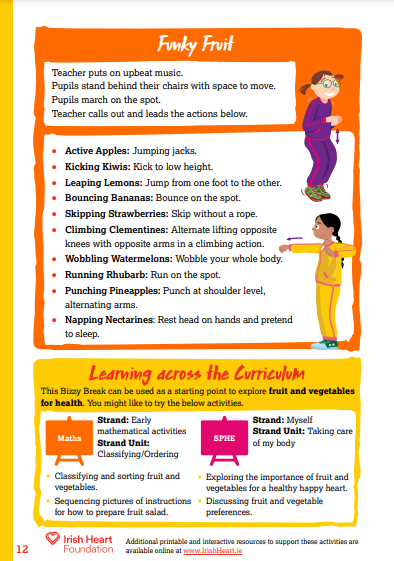 Funky Fruit
Teacher puts on upbeat music.
Pupils stand behind their chairs with space to move.
Pupils march on the spot.
Teacher calls out and leads the actions below.
• Active Apples: Jumping jacks.
• Kicking Kiwis: Kick to low height.
• Leaping Lemons: Jump from one foot to the other.
• Bouncing Bananas: Bounce on the spot.
• Skipping Strawberries: Skip without a rope.
• Climbing Clementines: Alternate lifting opposite
knees with opposite arms in a climbing action.
• Wobbling Watermelons: Wobble your whole body.
• Running Rhubarb: Run on the spot.
• Punching Pineapples: Punch at shoulder level,
alternating arms.
• Napping Nectarines: Rest head on hands and pretend
to sleep.
Learning across the Curriculum
This Bizzy Break can be used as a starting point to explore fruit and vegetables
for health. You might like to try the below activities.
Maths
Strand: Early
mathematical activities
Strand Unit:
Classifying/Ordering
• Classifying and sorting fruit and
vegetables.
• Sequencing pictures of instructions
for how to prepare fruit salad.
SPHE
Strand: Myself
Strand Unit: Taking care
of my body
• Exploring the importance of fruit and
vegetables for a healthy happy heart.
• Discussing fruit and vegetable
preferences.
12
Irish Heart
Foundation
Additional printable and interactive resources to support these activities are
available online at www.IrishHeart.ie